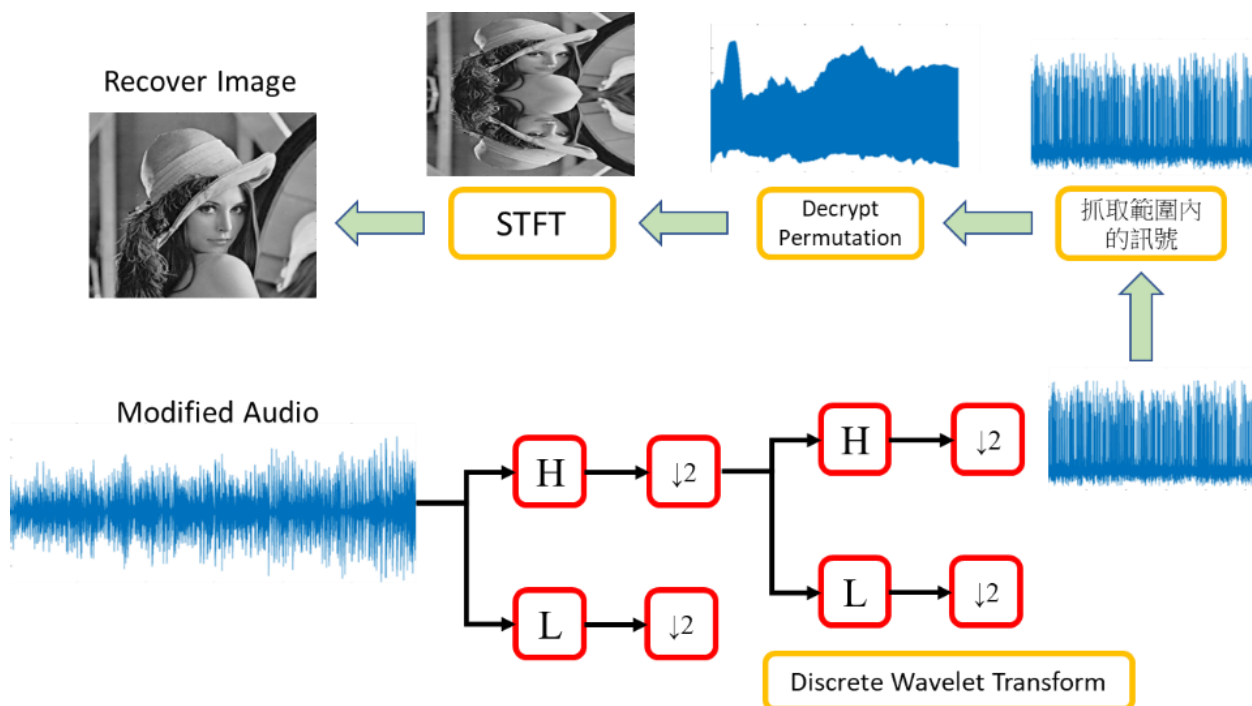 Recover Image
STFT
Decrypt
Permutation
抓取範圍內
的訊號
Modified Audio
H
↓2
H
↓2
L
↓2
L
↓2
Discrete Wavelet Transform